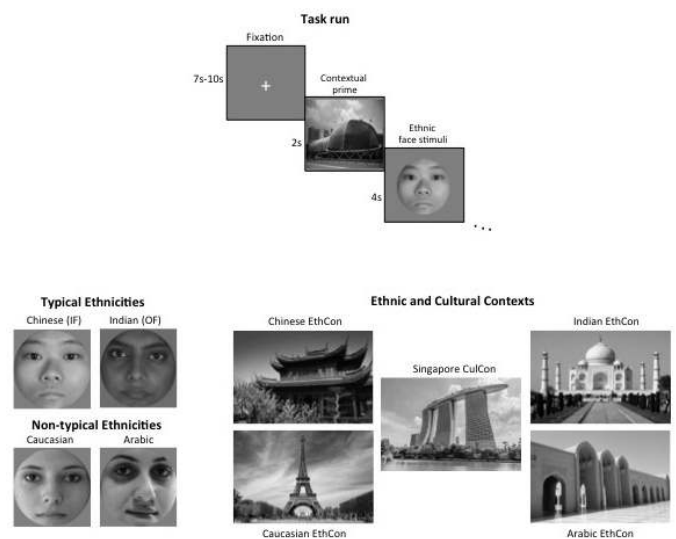 Task run
Fixation
7s-10s
Contextual
prime
2s
Ethnic
face stimuli
4s
...
Typical Ethnicities
Chinese (IF) Indian (OF)
Non-typical Ethnicities
Caucasian Arabic
Ethnic and Cultural Contexts
Chinese EthCon
Singapore CulCon
Indian EthCon
Caucasian EthCon
Arabic EthCon